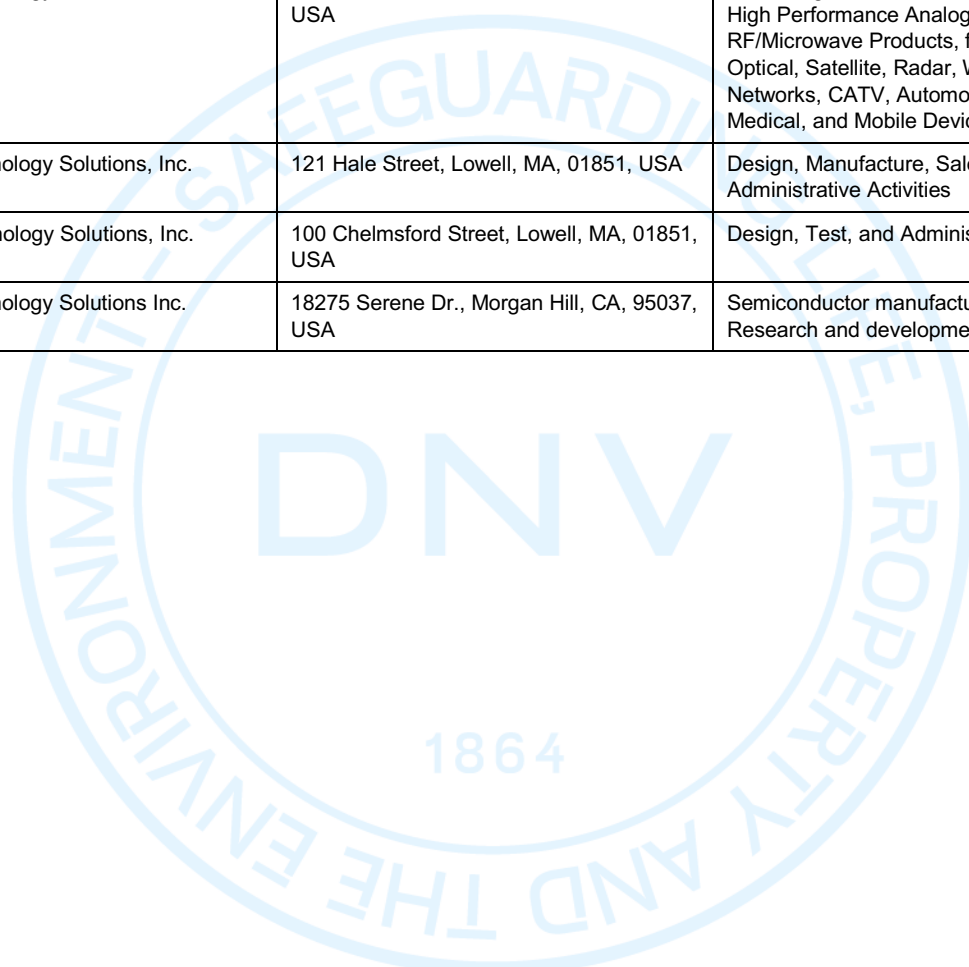 USA
High Performance Analog
RF/Microwave Products, f
Optical, Satellite, Radar, W
Networks, CATV, Automo
Medical, and Mobile Devic
nology Solutions, Inc.
121 Hale Street, Lowell, MA, 01851, USA
Design, Manufacture, Sale
Administrative Activities
nology Solutions, Inc.
100 Chelmsford Street, Lowell, MA, 01851,
USA
Design, Test, and Adminis
nology Solutions Inc.
18275 Serene Dr., Morgan Hill, CA, 95037,
USA
Semiconductor manufactu
Research and developme
SAFEGUARDING LIFE, PROPERTY AND THE ENVIRONMENT –
DNV
1864